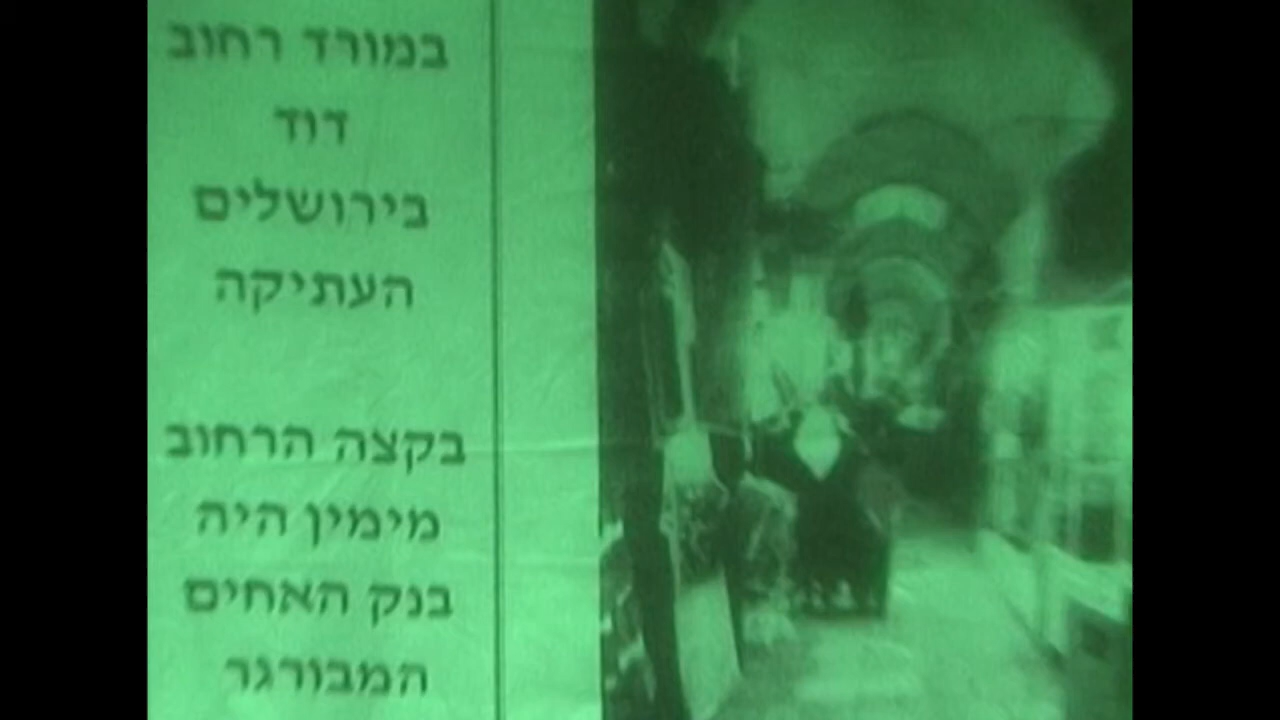 במורד רחוב
דוד
בירושלים
העתיקה
בקצה הרחוב
מימין היה
בנק האחים
המבורגר